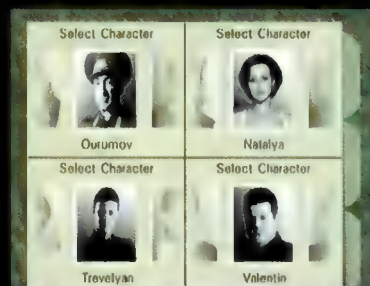 Select Character
Select Character
Ourumov
Natalya
Select Character
Select Character
Trevelyan
Valentin